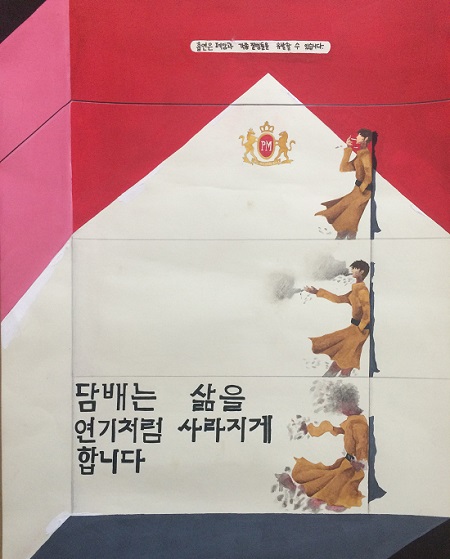 흡연은 폐암과 각종 질병들을 유발할 수 있습니다.
PM
담배는 삶을
연기처럼 사라지게
합니다